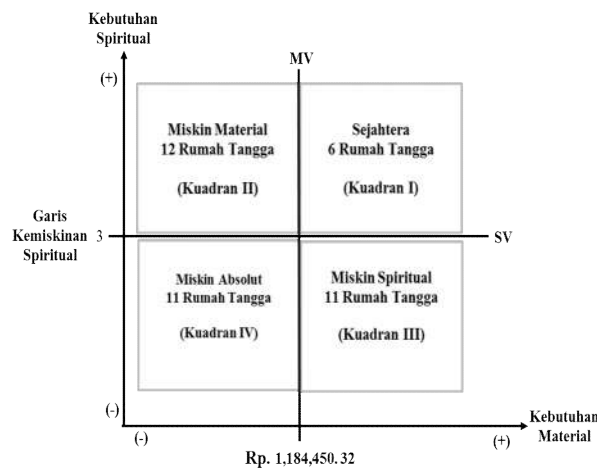 Kebutuhan
Spiritual
MV
(+)
Miskin Material
12 Rumah Tangga
(Kuadran II)
Sejahtera
6 Rumah Tangga
(Kuadran I)
Garis
Kemiskinan
Spiritual
3
SV
Miskin Absolut
11 Rumah Tangga
(Kuadran IV)
Miskin Spiritual
11 Rumah Tangga
(Kuadran III)
(-)
(-)
(+)
Kebutuhan
Material
Rp. 1,184,450.32